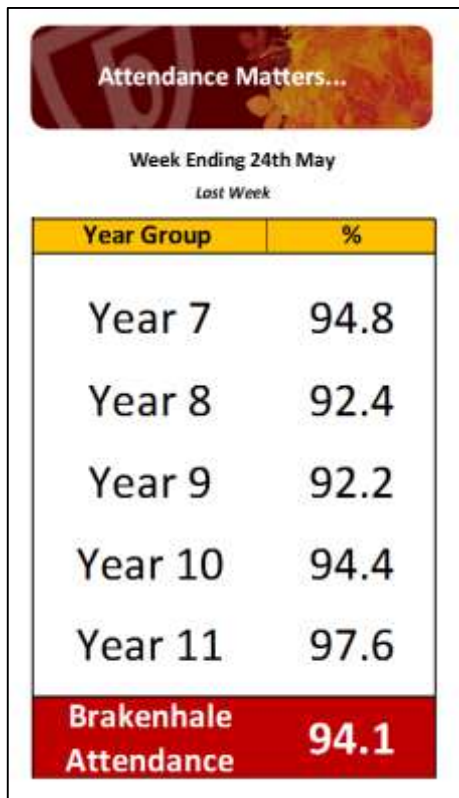 Attendance Matters...
Week Ending 24th May
Last Week
Year Group %
Year 7 94.8
Year 8 92.4
Year 9 92.2
Year 10 94.4
Year 11 97.6
Brakenhale
Attendance 94.1